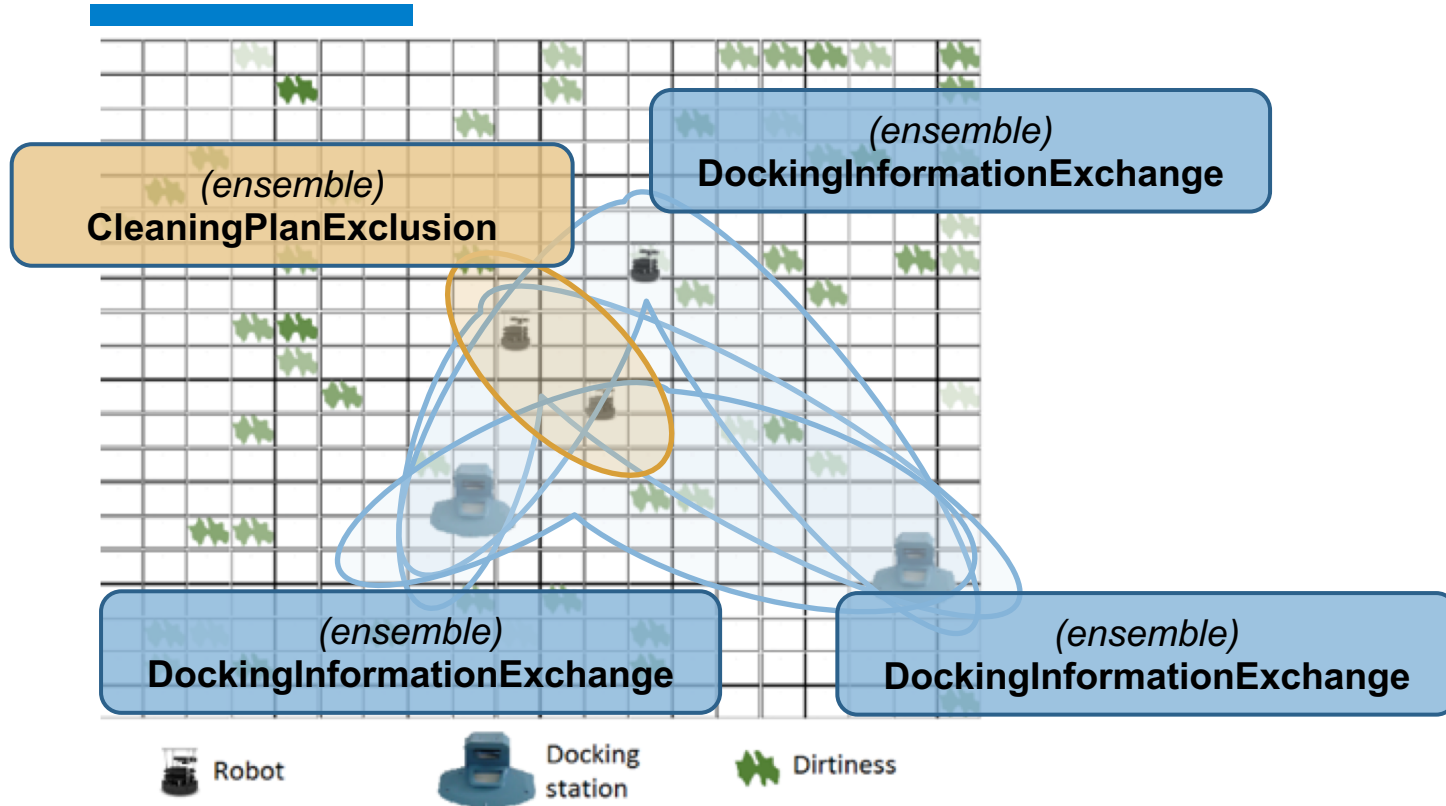 (ensemble)
DockingInformationExchange
(ensemble)
CleaningPlanExclusion
(ensemble)
DockingInformationExchange
(ensemble)
DockingInformationExchange
Robot
Docking
station
Dirtiness